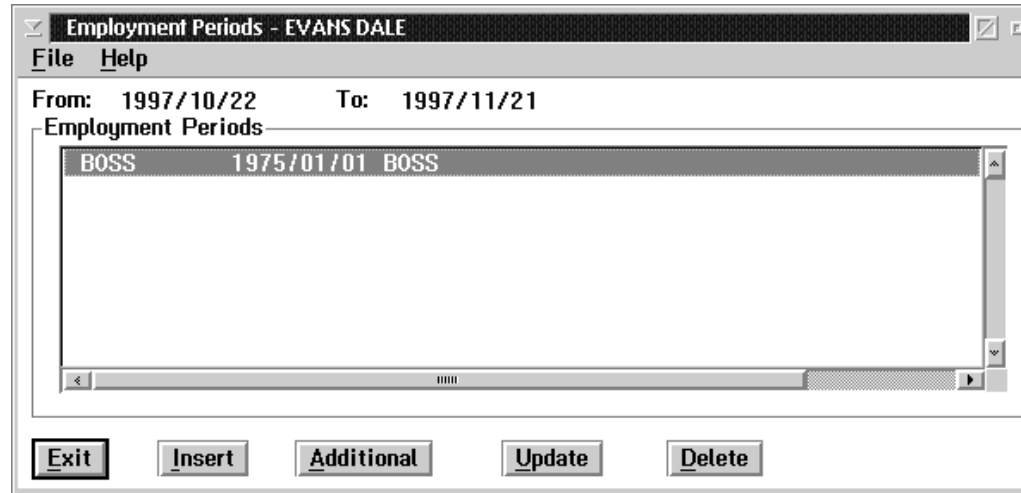 Employment Periods - EVANS DALE
File Help
From: 1997/10/22 To: 1997/11/21
Employment Periods
BOSS 1975/01/01 BOSS
Exit Insert Additional Update Delete